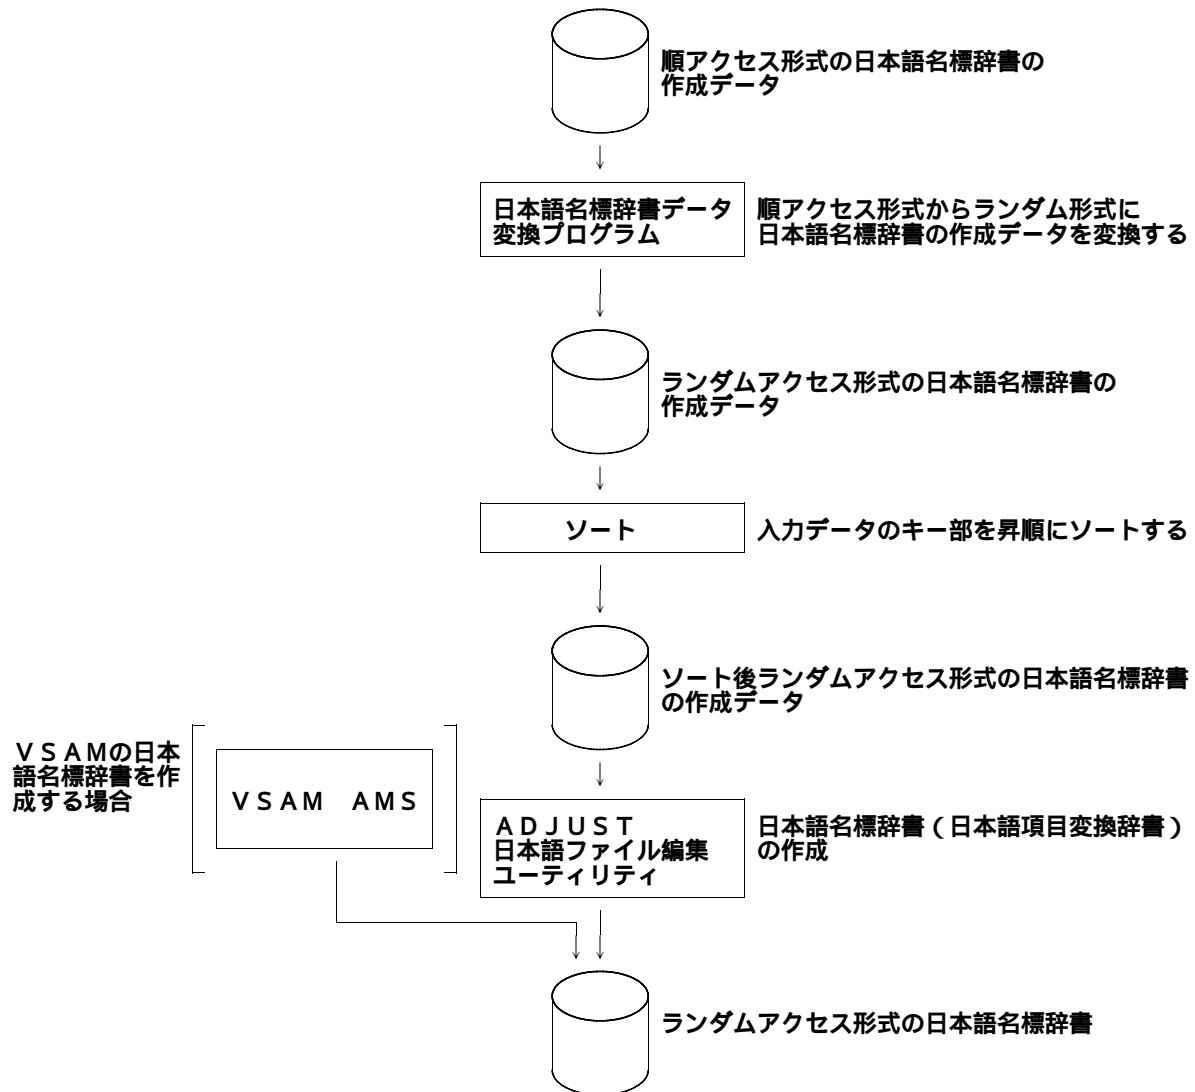 順アクセス形式の日本語名標辞書の
作成データ
日本語名標辞書データ
変換プログラム
順アクセス形式からランダム形式に
日本語名標辞書の作成データを変換する
ランダムアクセス形式の日本語名標辞書の
作成データ
ソート
入力データのキー部を昇順にソートする
ソート後ランダムアクセス形式の日本語名標辞書
の作成データ
ＶＳＡＭの日本
語名標辞書を作
成する場合
ＶＳＡＭ　ＡＭＳ
ＡＤＪＵＳＴ
日本語ファイル編集
ユーティリティ
日本語名標辞書（日本語項目変換辞書）
の作成
ランダムアクセス形式の日本語名標辞書